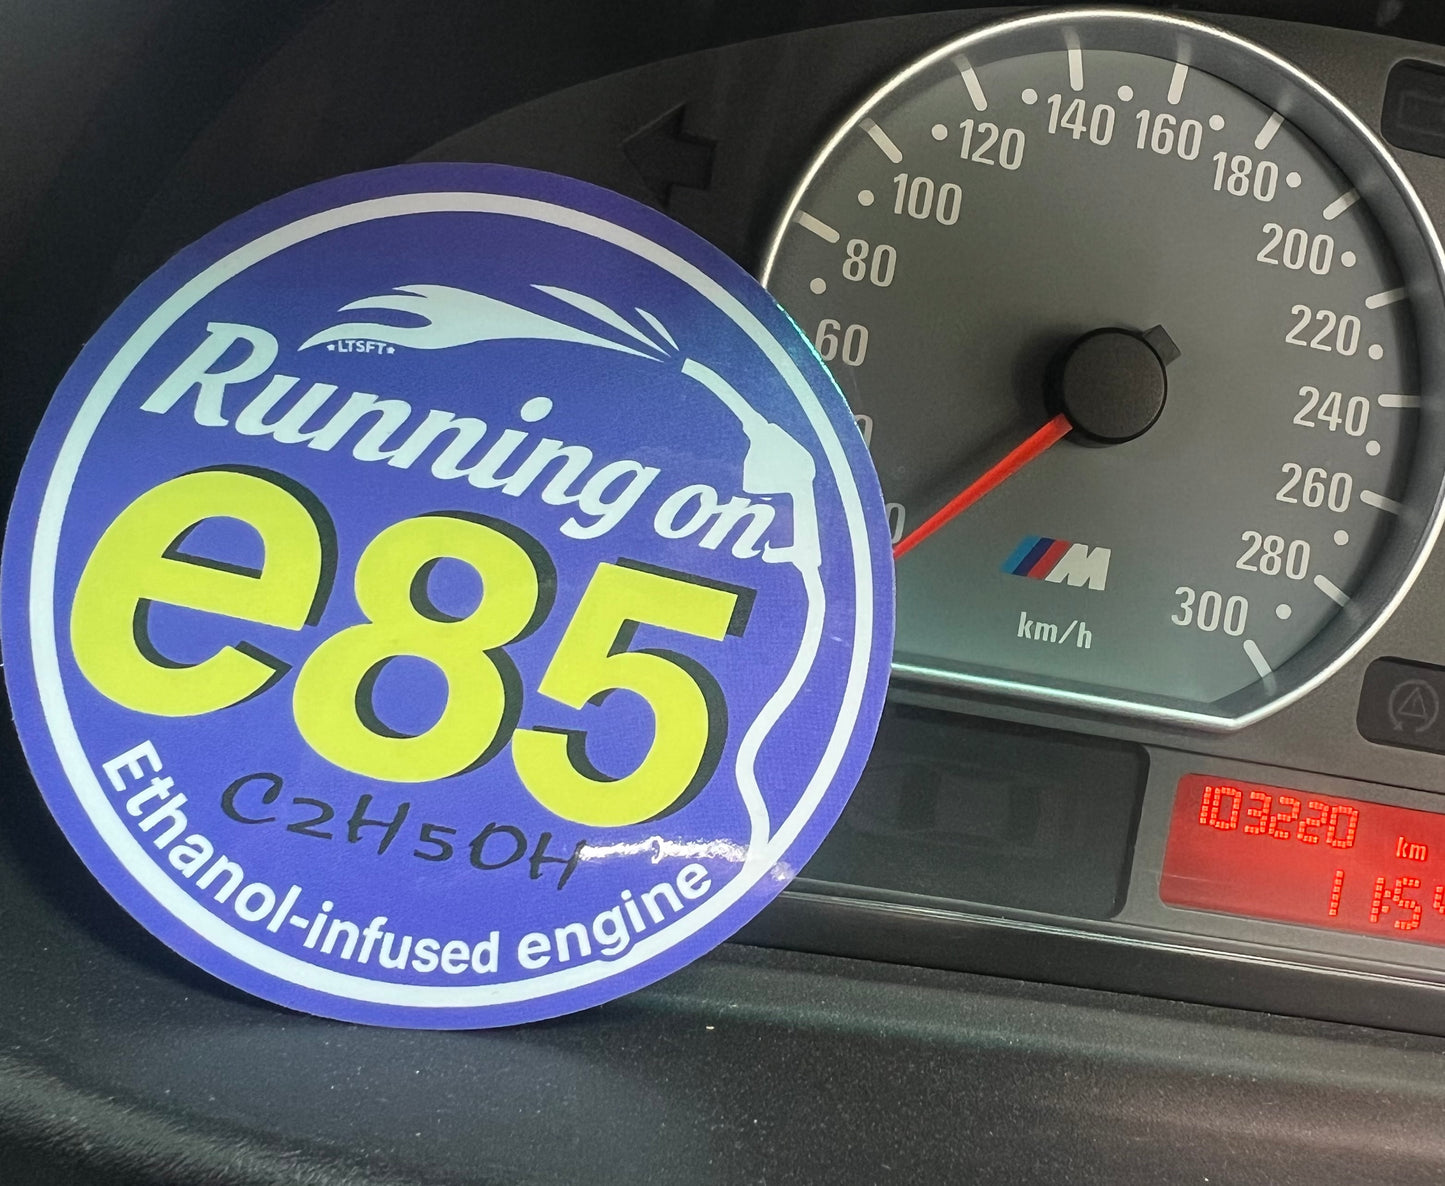 ★LTSFT★
Running on
e85
C2H5OH
Ethanol-infused engine
60
80
100
120
140
160
180
200
220
240
260
280
300
M
km/h
103220 km